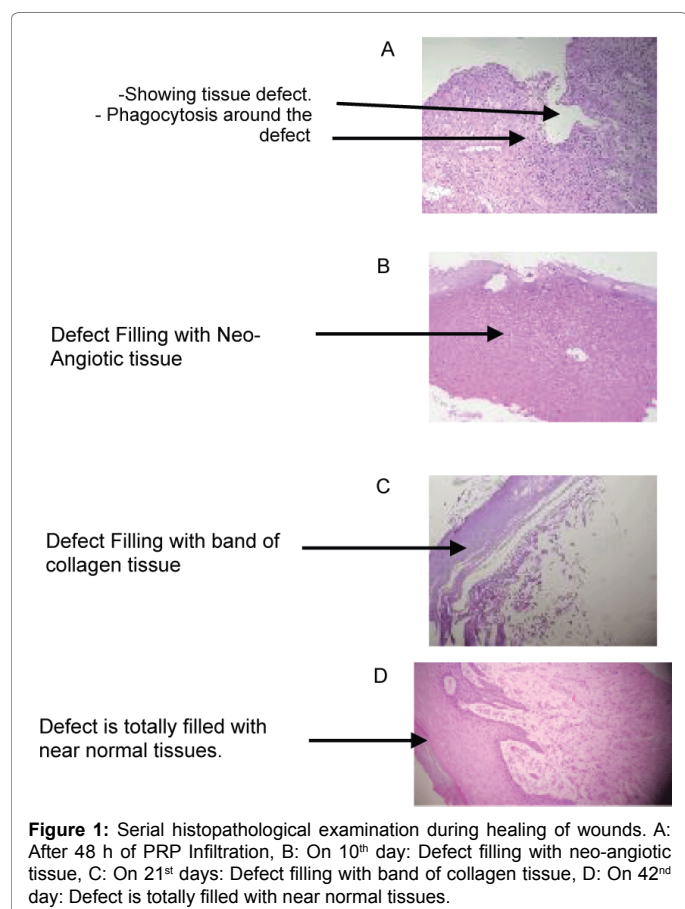 A
-Showing tissue defect.
- Phagocytosis around the
defect
B
Defect Filling with Neo-
Angiotic tissue
C
Defect Filling with band of
collagen tissue
D
Defect is totally filled with
near normal tissues.
Figure 1: Serial histopathological examination during healing of wounds. A:
After 48 h of PRP Infiltration, B: On 10th day: Defect filling with neo-angiotic
tissue, C: On 21st days: Defect filling with band of collagen tissue, D: On 42nd
day: Defect is totally filled with near normal tissues.